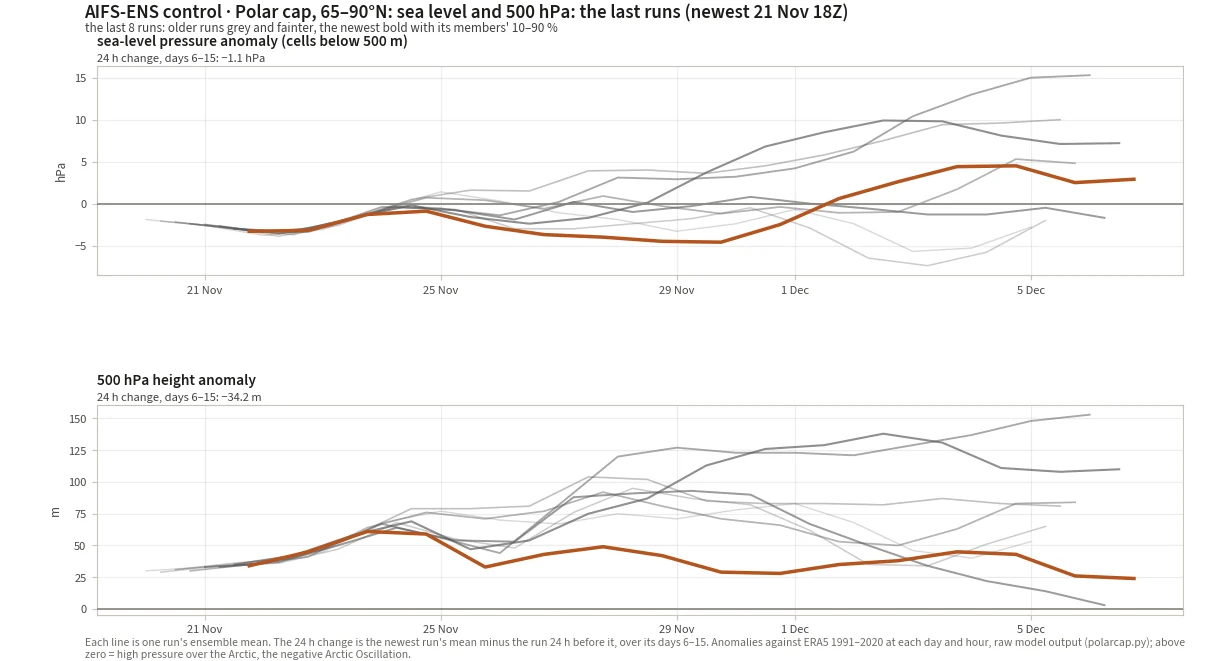 AIFS-ENS control · Polar cap, 65–90°N: sea level and 500 hPa: the last runs (newest 21 Nov 18Z)
the last 8 runs: older runs grey and fainter, the newest bold with its members' 10–90 %
sea-level pressure anomaly (cells below 500 m)
24 h change, days 6–15: −1.1 hPa
15
10
5
0
−5
hPa
21 Nov
25 Nov
29 Nov
1 Dec
5 Dec
500 hPa height anomaly
24 h change, days 6–15: −34.2 m
150
125
100
75
50
25
0
m
21 Nov
25 Nov
29 Nov
1 Dec
5 Dec
Each line is one run's ensemble mean. The 24 h change is the newest run's mean minus the run 24 h before it, over its days 6–15. Anomalies against ERA5 1991–2020 at each day and hour, raw model output (polarcap.py); above
zero = high pressure over the Arctic, the negative Arctic Oscillation.